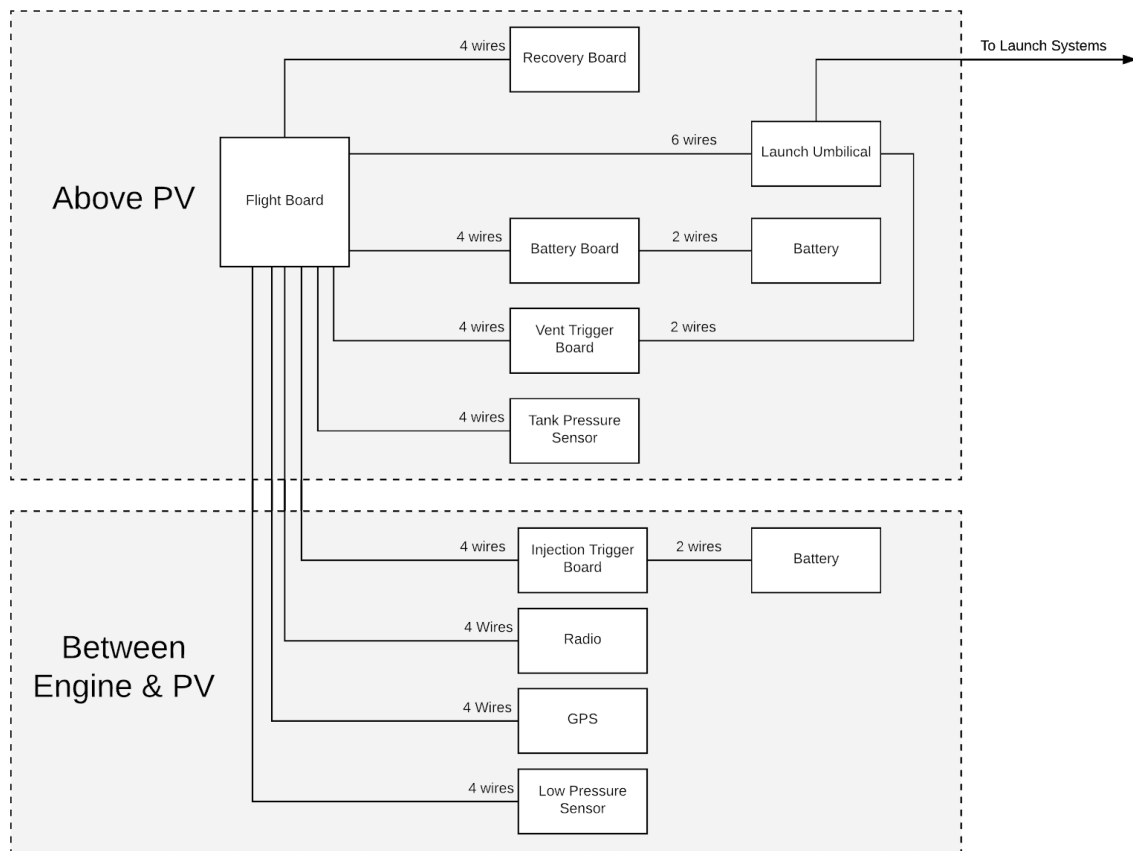 4 wires
Recovery Board
To Launch Systems
6 wires
Launch Umbilical
Above PV
Flight Board
4 wires
Battery Board
2 wires
Battery
4 wires
Vent Trigger
Board
2 wires
4 wires
Tank Pressure
Sensor
4 wires
Injection Trigger
Board
2 wires
Battery
Between
Engine & PV
4 Wires
Radio
4 Wires
GPS
4 wires
Low Pressure
Sensor